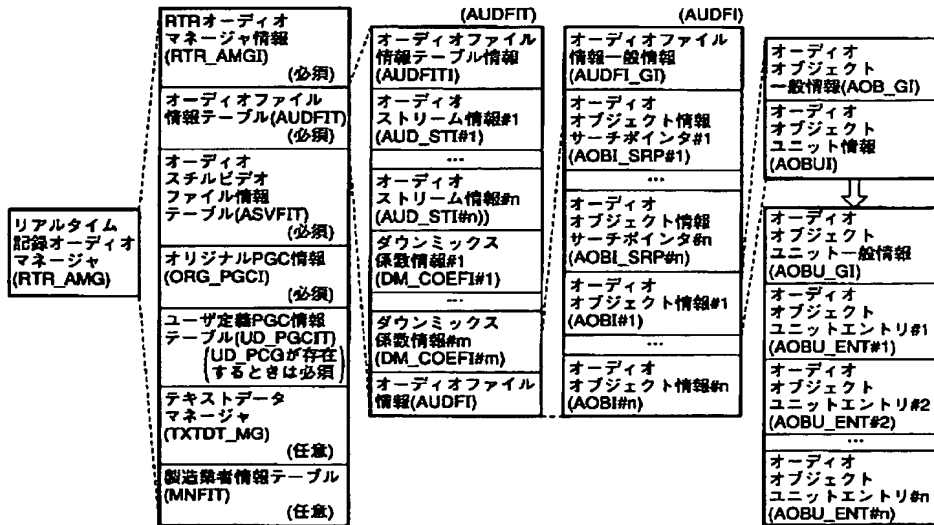 リアルタイム
記録オーディオ
マネージャ
(RTR_AMG)
RTRオーディオ
マネージャ情報
(RTR_AMGI)
(必須)
オーディオファイル
情報テーブル(AUDFIT)
(必須)
オーディオ
スチルビデオ
ファイル情報
テーブル(ASVFIT)
(必須)
オリジナルPGC情報
(ORG_PGCI)
(必須)
ユーザ定義PGC情報
テーブル(UD_PGCIT)
(UD_PCGが存在
するときは必須)
テキストデータ
マネージャ
(TXTDT_MG)
(任意)
製造業者情報テーブル
(MNFIT)
(任意)
(AUDFIT)
オーディオファイル
情報テーブル情報
(AUDFITI)
オーディオ
ストリーム情報#1
(AUD_STI#1)
...
オーディオ
ストリーム情報#n
(AUD_STI#n))
ダウンミックス
係数情報#1
(DM_COEFI#1)
...
ダウンミックス
係数情報#m
(DM_COEFI#m)
オーディオファイル
情報(AUDFI)
(AUDFI)
オーディオファイル
情報一般情報
(AUDFI_GI)
オーディオ
オブジェクト情報
サーチポインタ#1
(AOBI_SRP#1)
...
オーディオ
オブジェクト情報
サーチポインタ#n
(AOBI_SRP#n)
オーディオ
オブジェクト情報#1
(AOBI#1)
...
オーディオ
オブジェクト情報#n
(AOBI#n)
オーディオ
オブジェクト
一般情報(AOB_GI)
オーディオ
オブジェクト
ユニット情報
(AOBUI)
オーディオ
オブジェクト
ユニット一般情報
(AOBU_GI)
オーディオ
オブジェクト
ユニットエントリ#1
(AOBU_ENT#1)
オーディオ
オブジェクト
ユニットエントリ#2
(AOBU_ENT#2)
...
オーディオ
オブジェクト
ユニットエントリ#n
(AOBU_ENT#n)